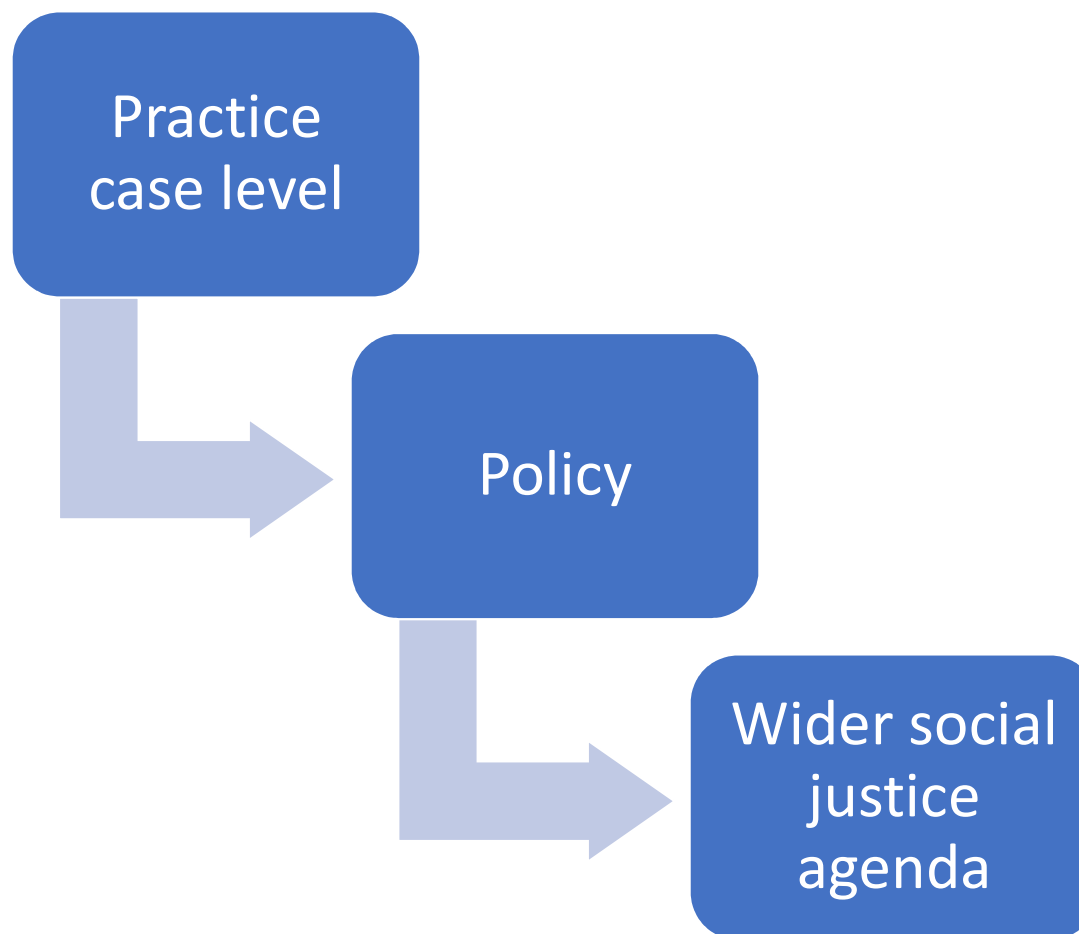 Practice
case level
Policy
Wider social
justice
agenda